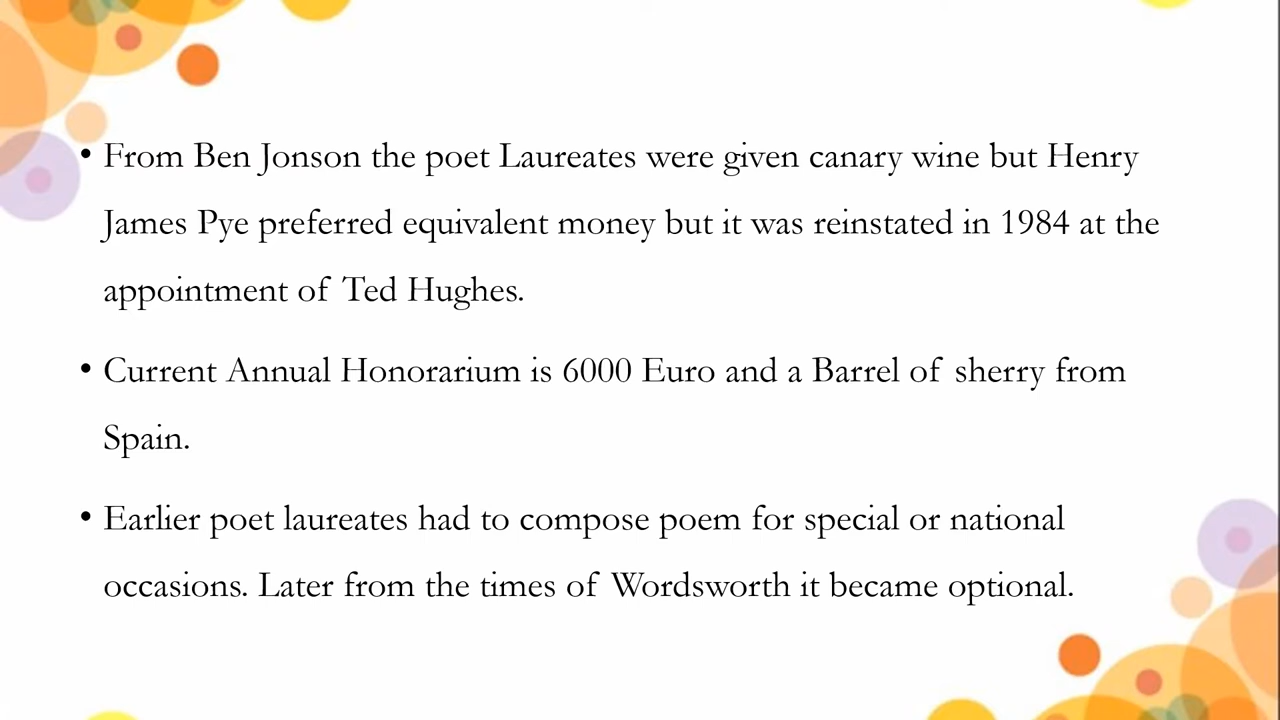 • From Ben Jonson the poet Laureates were given canary wine but Henry
James Pye preferred equivalent money but it was reinstated in 1984 at the
appointment of Ted Hughes.
• Current Annual Honorarium is 6000 Euro and a Barrel of sherry from
Spain.
• Earlier poet laureates had to compose poem for special or national
occasions. Later from the times of Wordsworth it became optional.